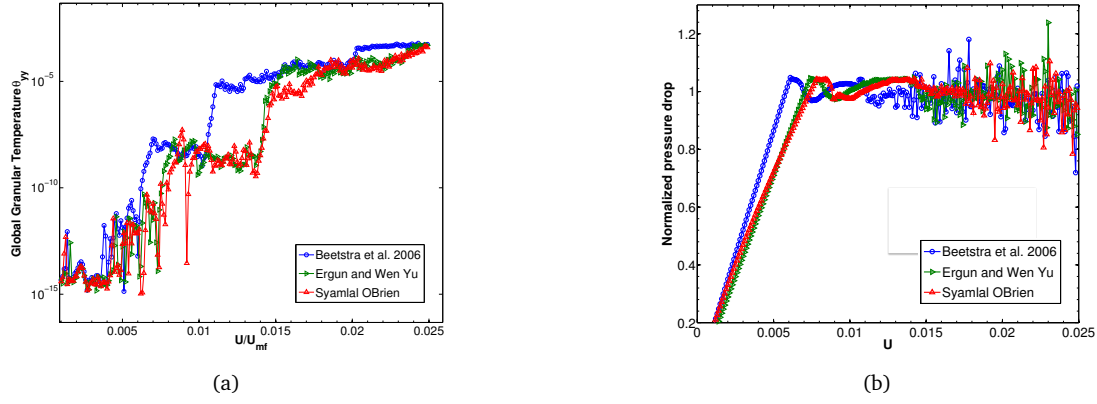 Global Granular Temperatureθyy
10^-5
10^-10
10^-15
0.005
0.01
0.015
0.02
0.025
U/Umf
Beetstra et al. 2006
Ergun and Wen Yu
Syamlal OBrien
(a)
Normalized pressure drop
1.2
1
0.8
0.6
0.4
0.2
0
0.005
0.010
0.015
0.02
0.025
U
Beetstra et al. 2006
Ergun and Wen Yu
Syamlal OBrien
(b)